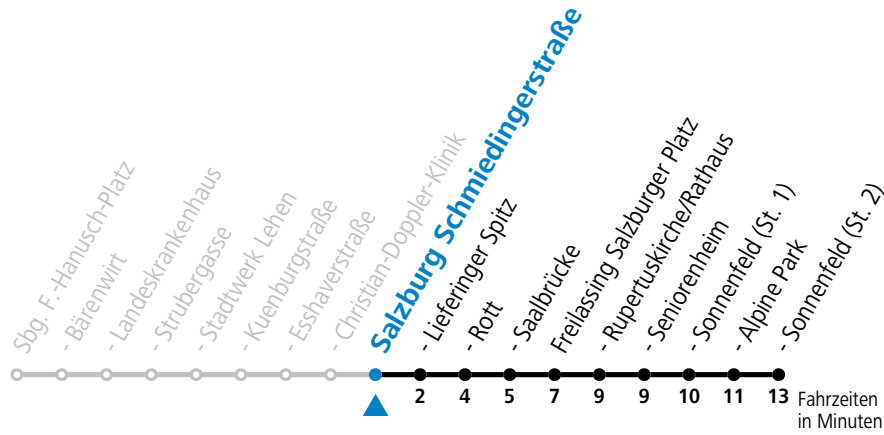 Sbg. F.-Hanusch-Platz
- Bärenwirt
- Landeskrankenhaus
- Strubergasse
- Stadtwerk Lehen
- Kuenburgstraße
- Esshaverstraße
- Christian-Doppler-Klinik
Salzburg Schmiedingerstraße
- Lieferinger Spitz
- Rott
- Saalbrücke
Freilassing Salzburger Platz
- Rupertuskirche/Rathaus
- Seniorenheim
- Sonnenfeld (St. 1)
- Alpine Park
- Sonnenfeld (St. 2)
2 4 5 7 9 9 10 11 13 Fahrzeiten
in Minuten